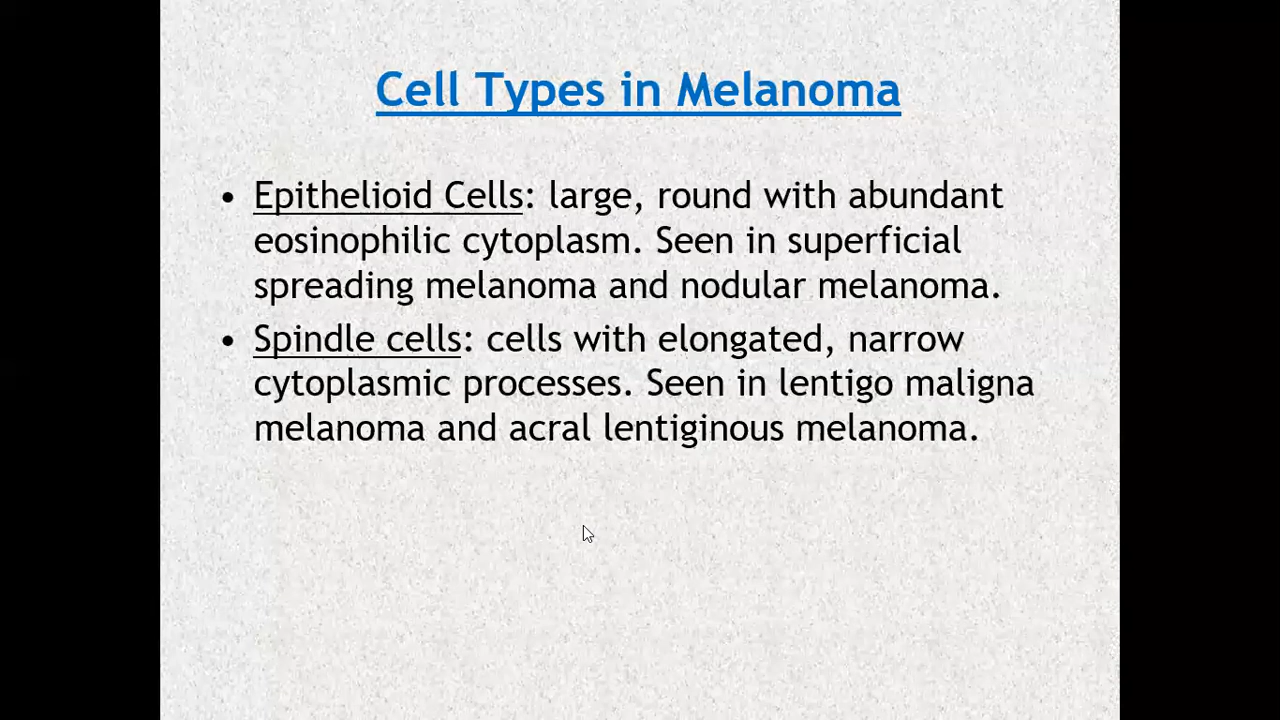 Cell Types in Melanoma
• Epithelioid Cells: large, round with abundant
eosinophilic cytoplasm. Seen in superficial
spreading melanoma and nodular melanoma.
• Spindle cells: cells with elongated, narrow
cytoplasmic processes. Seen in lentigo maligna
melanoma and acral lentiginous melanoma.